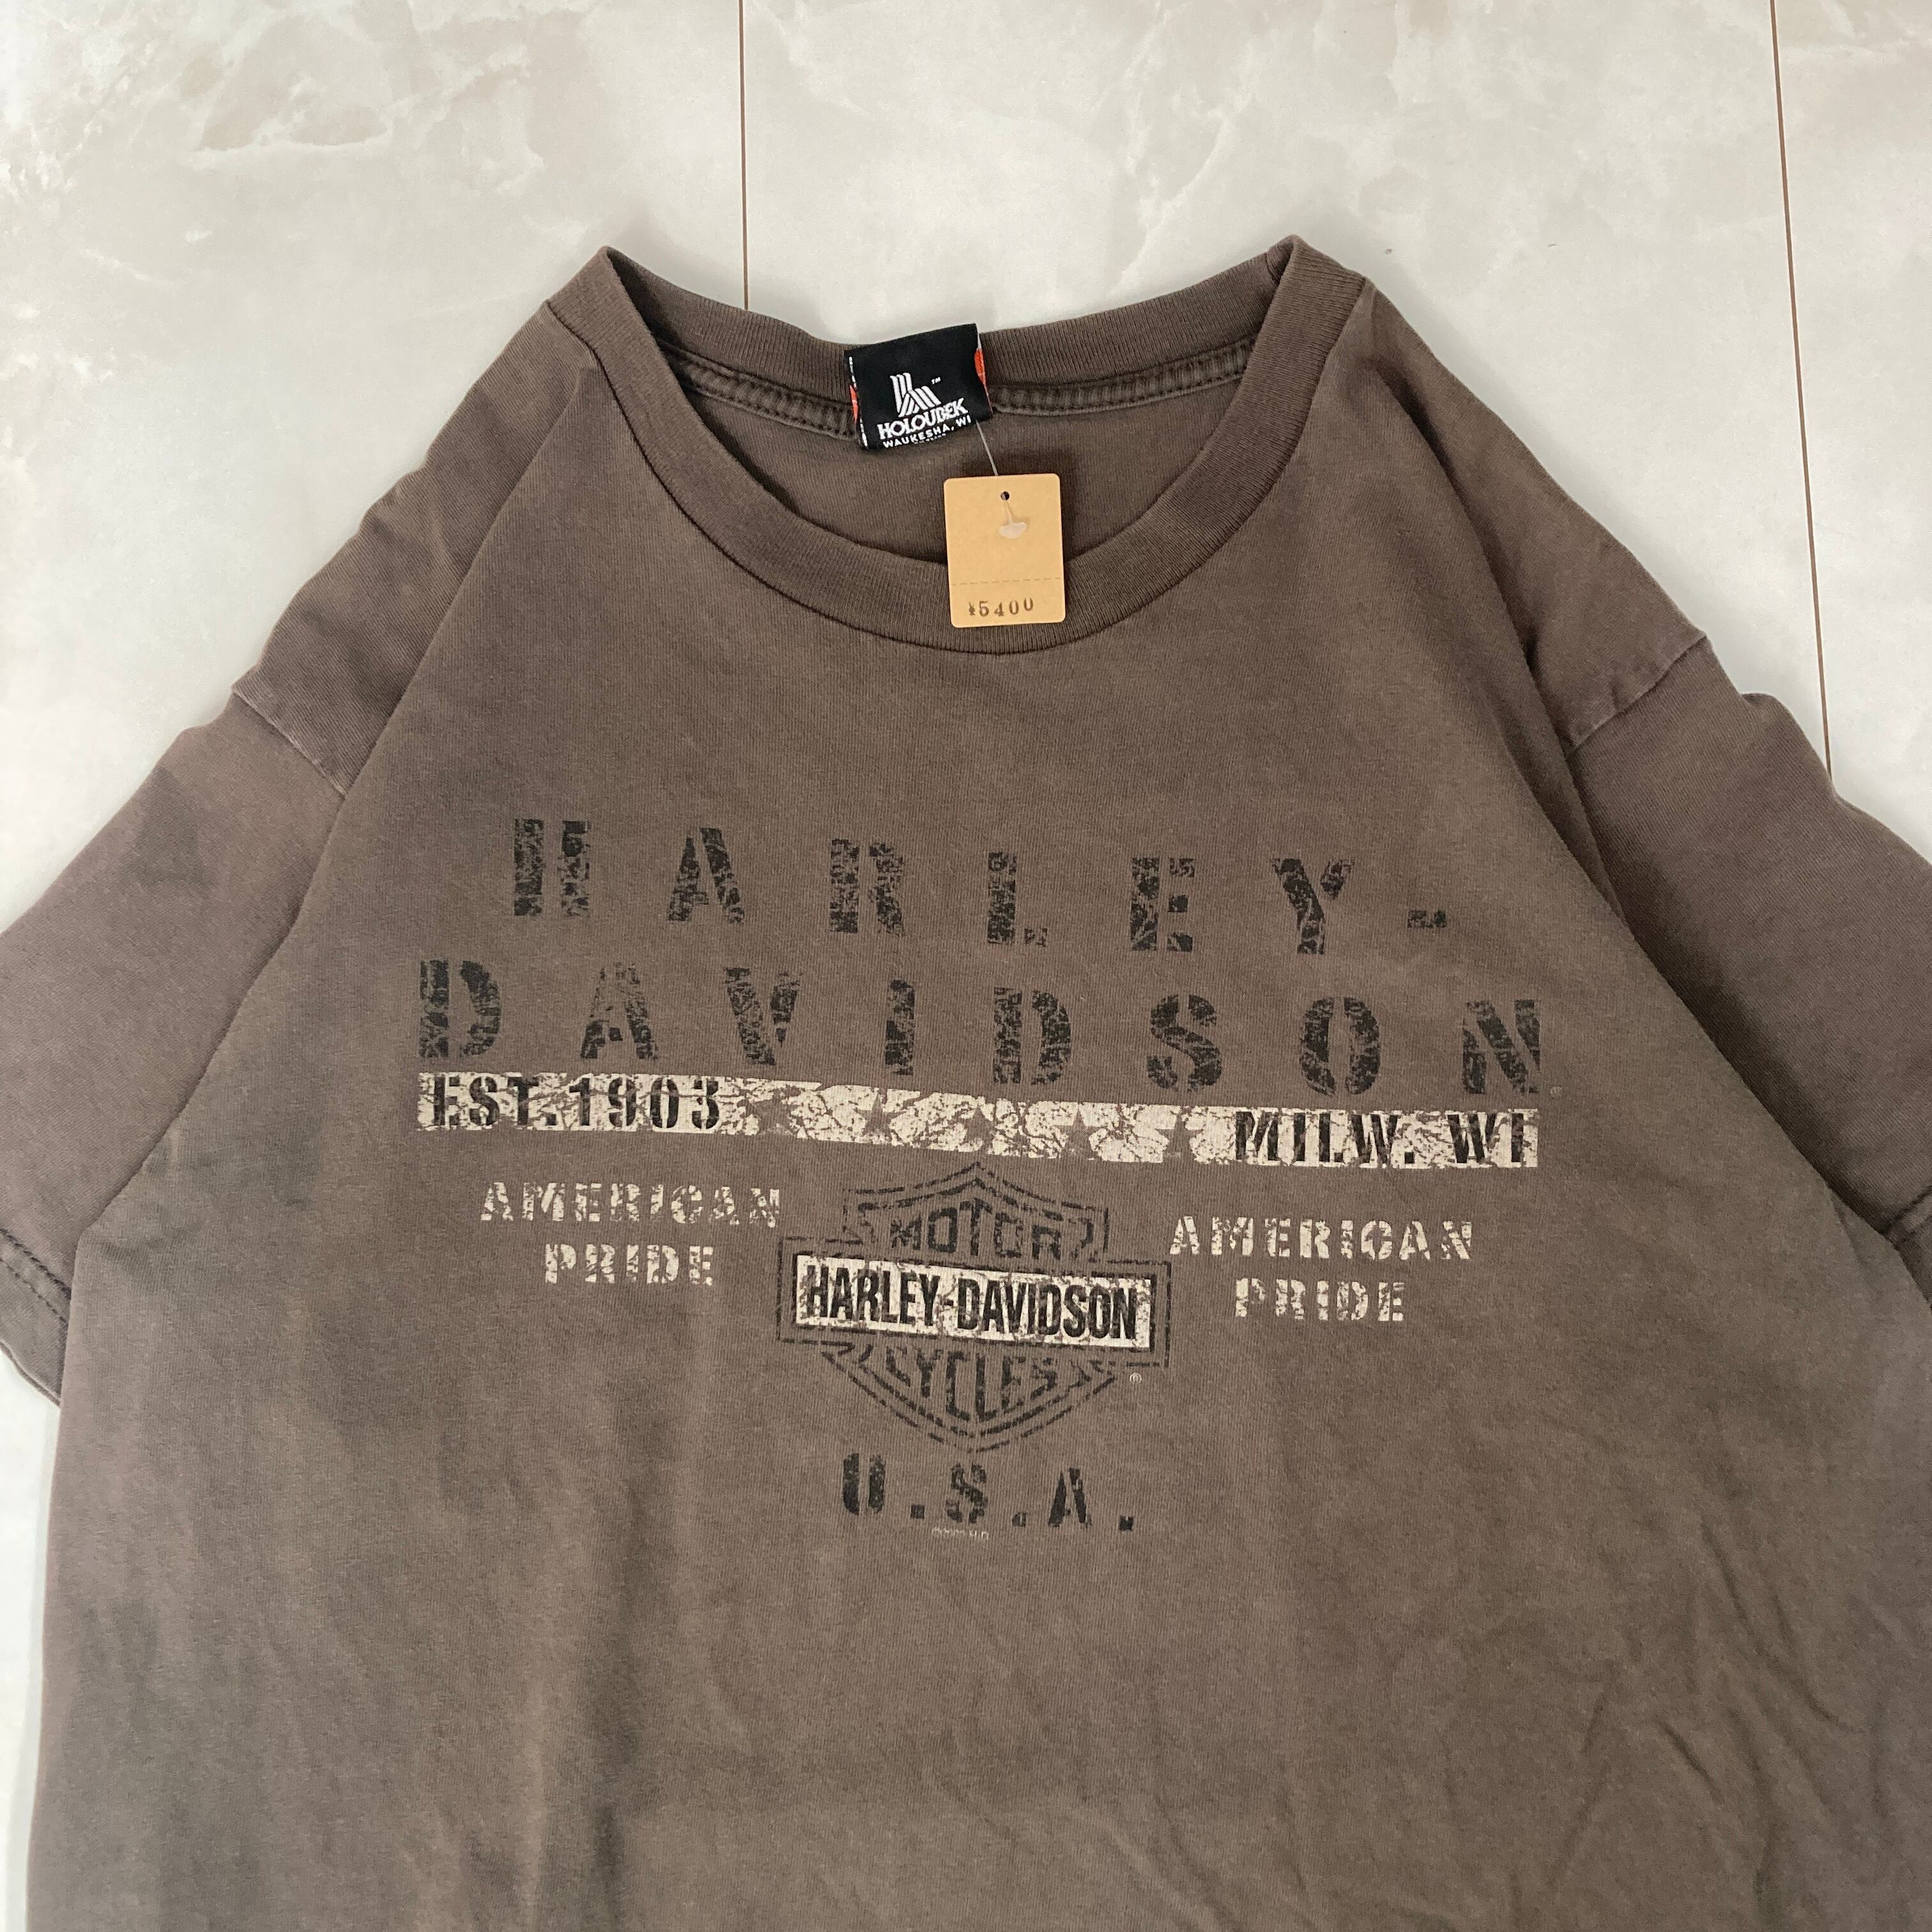 HOLOUBEK
WAUKESHA, WI
¥5400
HARLEY-
DAVIDSON
EST.1903 MILW. WI
AMERICAN
PRIDE
MOTOR
HARLEY-DAVIDSON
CYCLES
AMERICAN
PRIDE
U.S.A.